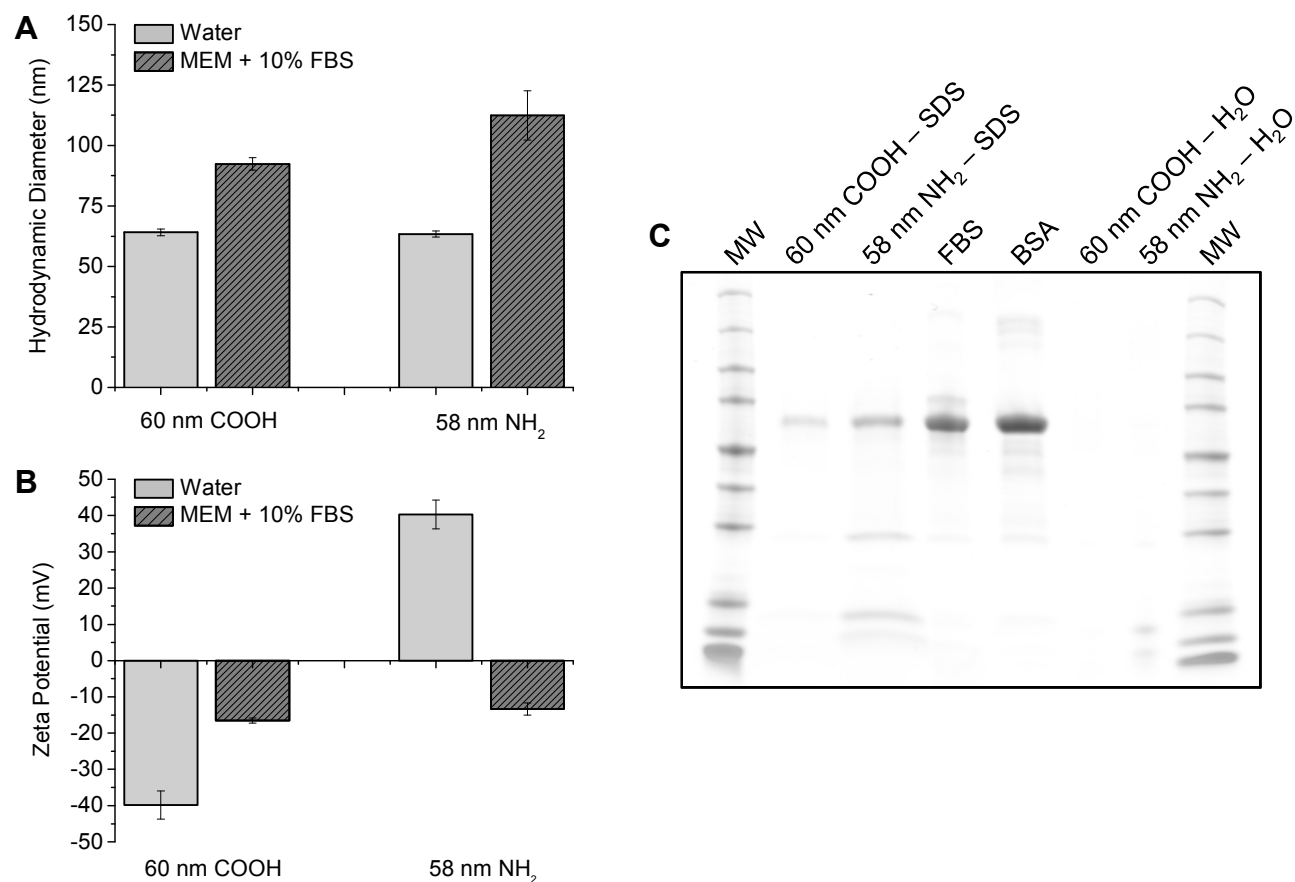 A
Water
MEM + 10% FBS
Hydrodynamic Diameter (nm)
150
125
100
75
50
25
0
60 nm COOH
58 nm NH₂
B
Water
MEM + 10% FBS
Zeta Potential (mV)
50
40
30
20
10
0
-10
-20
-30
-40
-50
60 nm COOH
58 nm NH₂
C
MW
60 nm COOH – SDS
58 nm NH₂ – SDS
FBS
BSA
60 nm COOH – H₂O
58 nm NH₂ – H₂O
MW